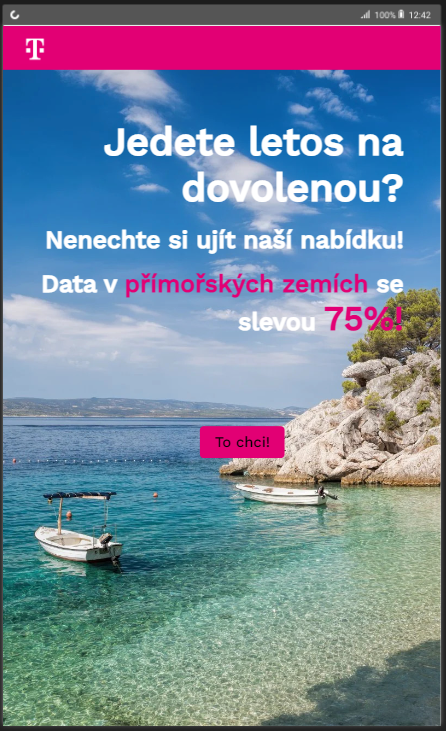 100% 12:42
T
Jedete letos na
dovolenou?
Nenechte si ujít naší nabídku!
Data v přímořských zemích se
slevou 75%!
To chci!